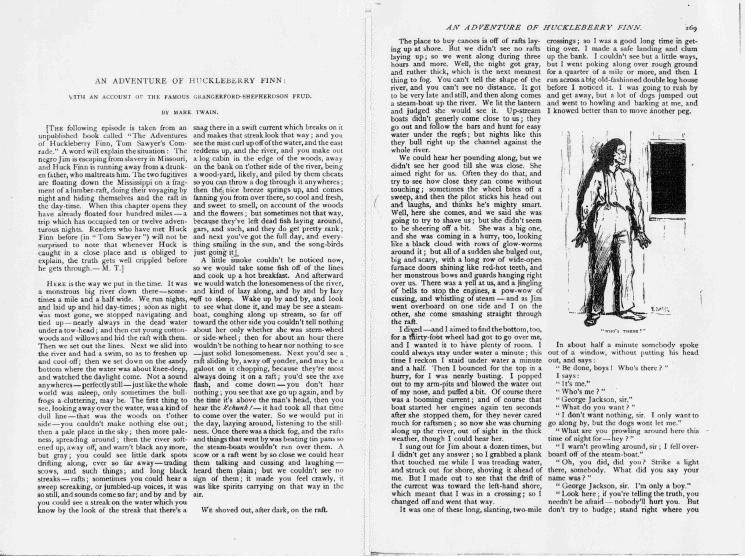 AN ADVENTURE OF HUCKLEBERRY FINN:
WITH AN ACCOUNT OF THE FAMOUS GRANGERFORD-SHEPHERDSON FEUD.
BY MARK TWAIN.
[THE following episode is taken from an
unpublished book called "The Adventures
of Huckleberry Finn, Tom Sawyer's Com-
rade." A word will explain the situation: The
negro Jim is escaping from slavery in Missouri,
and Huck Finn is running away from a drunk-
en father, who maltreats him. The two fugitives
are floating down the Mississippi on a frag-
ment of a lumber-raft, doing their voyaging by
night and hiding themselves and the raft in
the day-time. When this chapter opens they
have already floated four hundred miles — a
trip which has occupied ten or twelve adven-
turous nights. Readers who have met Huck
Finn before (in "Tom Sawyer") will not be
surprised to note that whenever Huck is
caught in a close place and is obliged to
explain, the truth gets well crippled before
he gets through.— M. T.]
HERE is the way we put in the time. It was
a monstrous big river down there—some-
times a mile and a half wide. We run nights,
and laid up and hid day-times; soon as night
was most gone, we stopped navigating and
tied up—nearly always in the dead water
under a tow-head; and then cut young cotton-
woods and willows and hid the raft with them.
Then we set out the lines. Next we slid into
the river and had a swim, so as to freshen up
and cool off; then we set down on the sandy
bottom where the water was about knee-deep,
and watched the daylight come. Not a sound
anywheres—perfectly still—just like the whole
world was asleep, only sometimes the bull-
frogs a-cluttering, may be. The first thing to
see, looking away over the water, was a kind of
dull line—that was the woods on t'other
side—you couldn't make nothing else out;
then a pale place in the sky; then more pale-
ness, spreading around; then the river soft-
ened up, away off, and warn't black any more,
but gray; you could see little dark spots
drifting along, ever so far away—trading
scows, and such things; and long black
streaks—rafts; sometimes you could hear a
sweep screaking, or jumbled-up voices, it was
so still, and sounds come so far; and by and by
you could see a streak on the water which you
know by the look of the streak that there's a
snag there in a swift current which breaks on it
and makes that streak look that way; and you
see the mist curl up off of the water, and the east
reddens up, and the river, and you make out
a log cabin in the edge of the woods, away
on the bank on t'other side of the river, being
a wood-yard, likely, and piled by them cheats
so you can throw a dog through it anywheres;
then the nice breeze springs up, and comes
fanning you from over there, so cool and fresh,
and sweet to smell, on account of the woods
and the flowers; but sometimes not that way,
because they've left dead fish laying around,
gars, and such, and they do get pretty rank;
and next you've got the full day, and every-
thing smiling in the sun, and the song-birds
just going it!
A little smoke couldn't be noticed now,
so we would take some fish off of the lines
and cook up a hot breakfast. And afterward
we would watch the lonesomeness of the river,
and kind of lazy along, and by and by lazy
off to sleep. Wake up by and by, and look
to see what done it, and may be see a steam-
boat, coughing along up stream, so far off
toward the other side you couldn't tell nothing
about her only whether she was stern-wheel
or side-wheel; then for about an hour there
wouldn't be nothing to hear nor nothing to see
—just solid lonesomeness. Next you'd see a
raft sliding by, away off yonder, and may be a
galoot on it chopping, because they're most
always doing it on a raft; you'd see the axe
flash, and come down—you don't hear
nothing; you see that axe go up again, and by
the time it's above the man's head, then you
hear the k'chunk!—it had took all that time
to come over the water. So we would put in
the day, laying around, listening to the still-
ness. Once there was a thick fog, and the rafts
and things that went by was beating tin pans so
the steam-boats wouldn't run over them. A
scow or a raft went by so close we could hear
them talking and cussing and laughing—
heard them plain; but we couldn't see no
sign of them; it made you feel crawly, it
was like spirits carrying on that way in the
air.
We shoved out, after dark, on the raft.
AN ADVENTURE OF HUCKLEBERRY FINN. 269
The place to buy canoes is off of rafts lay-
ing up at shore. But we didn't see no rafts
laying up; so we went along during three
hours and more. Well, the night got gray,
and ruther thick, which is the next meanest
thing to fog. You can't tell the shape of the
river, and you can't see no distance. It got
to be very late and still, and then along comes
a steam-boat up the river. We lit the lantern
and judged she would see it. Up-stream
boats didn't generly come close to us; they
go out and follow the bars and hunt for easy
water under the reefs; but nights like this
they bull right up the channel against the
whole river.
We could hear her pounding along, but we
didn't see her good till she was close. She
aimed right for us. Often they do that, and
try to see how close they can come without
touching; sometimes the wheel bites off a
sweep, and then the pilot sticks his head out
and laughs, and thinks he's mighty smart.
Well, here she comes, and we said she was
going to try to shave us; but she didn't seem
to be sheering off a bit. She was a big one,
and she was coming in a hurry, too, looking
like a black cloud with rows of glow-worms
around it; but all of a sudden she bulged out,
big and scary, with a long row of wide-open
furnace doors shining like red-hot teeth, and
her monstrous bows and guards hanging right
over us. There was a yell at us, and a jingling
of bells to stop the engines, a pow-wow of
cussing, and whistling of steam—and as Jim
went overboard on one side and I on the
other, she come smashing straight through
the raft.
I dived—and I aimed to find the bottom, too,
for a thirty-foot wheel had got to go over me,
and I wanted it to have plenty of room. I
could always stay under water a minute; this
time I reckon I staid under water a minute
and a half. Then I bounced for the top in a
hurry, for I was nearly busting. I popped
out to my arm-pits and blowed the water out
of my nose, and puffed a bit. Of course there
was a booming current; and of course that
boat started her engines again ten seconds
after she stopped them, for they never cared
much for raftsmen; so now she was churning
along up the river, out of sight in the thick
weather, though I could hear her.
I sung out for Jim about a dozen times, but
I didn't get any answer; so I grabbed a plank
that touched me while I was treading water,
and struck out for shore, shoving it ahead of
me. But I made out to see that the drift of
the current was toward the left-hand shore,
which meant that I was in a crossing; so I
changed off and went that way.
It was one of these long, slanting, two-mile
crossings; so I was a good long time in get-
ting over. I made a safe landing and clum
up the bank. I couldn't see but a little ways,
but I went poking along over rough ground
for a quarter of a mile or more, and then I
run across a big old-fashioned double log house
before I noticed it. I was going to rush by
and get away, but a lot of dogs jumped out
and went to howling and barking at me, and
I knowed better than to move another peg.
"WHO'S THERE?"
In about half a minute somebody spoke
out of a window, without putting his head
out, and says:
"Be done, boys! Who's there?"
I says:
"It's me."
"Who's me?"
"George Jackson, sir."
"What do you want?"
"I don't want nothing, sir. I only want to
go along by, but the dogs wont let me."
"What are you prowling around here this
time of night for—hey?"
"I warn't prowling around, sir; I fell over-
board off of the steam-boat."
"Oh, you did, did you? Strike a light
there, somebody. What did you say your
name was?"
"George Jackson, sir. I'm only a boy."
"Look here; if you're telling the truth, you
needn't be afraid—nobody'll hurt you. But
don't try to budge; stand right where you